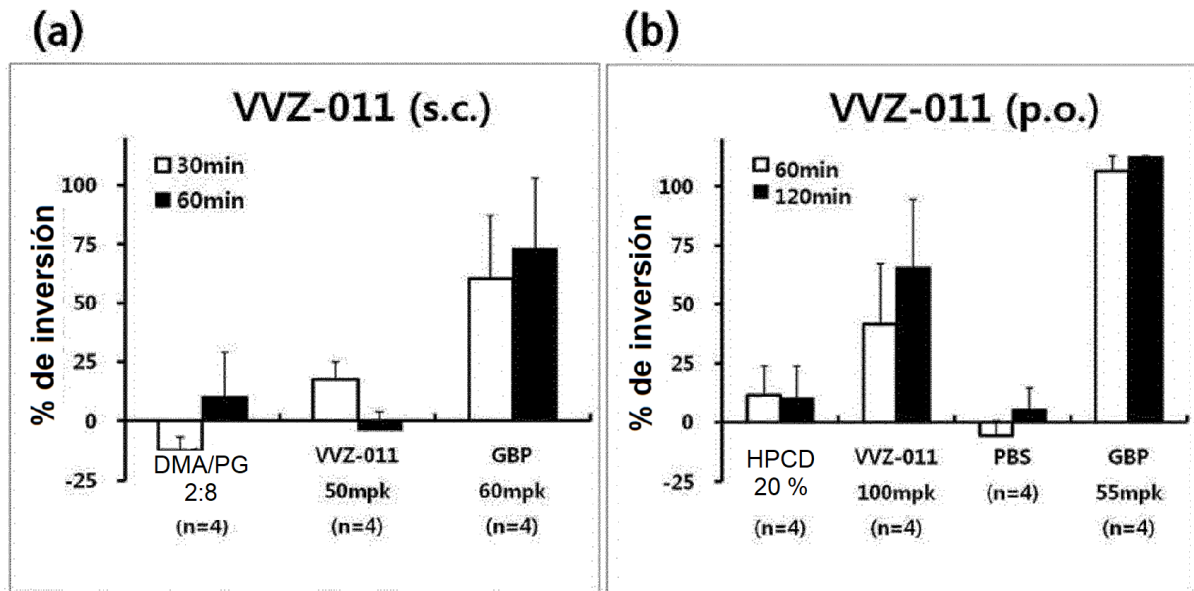 (a)
VVZ-011 (s.c.)
30min
60min
% de inversión
100
75
50
25
0
-25
DMA/PG
2:8
(n=4)
VVZ-011
50mpk
(n=4)
GBP
60mpk
(n=4)
(b)
VVZ-011 (p.o.)
60min
120min
% de inversión
100
75
50
25
0
-25
HPCD
20 %
(n=4)
VVZ-011
100mpk
(n=4)
PBS
(n=4)
GBP
55mpk
(n=4)